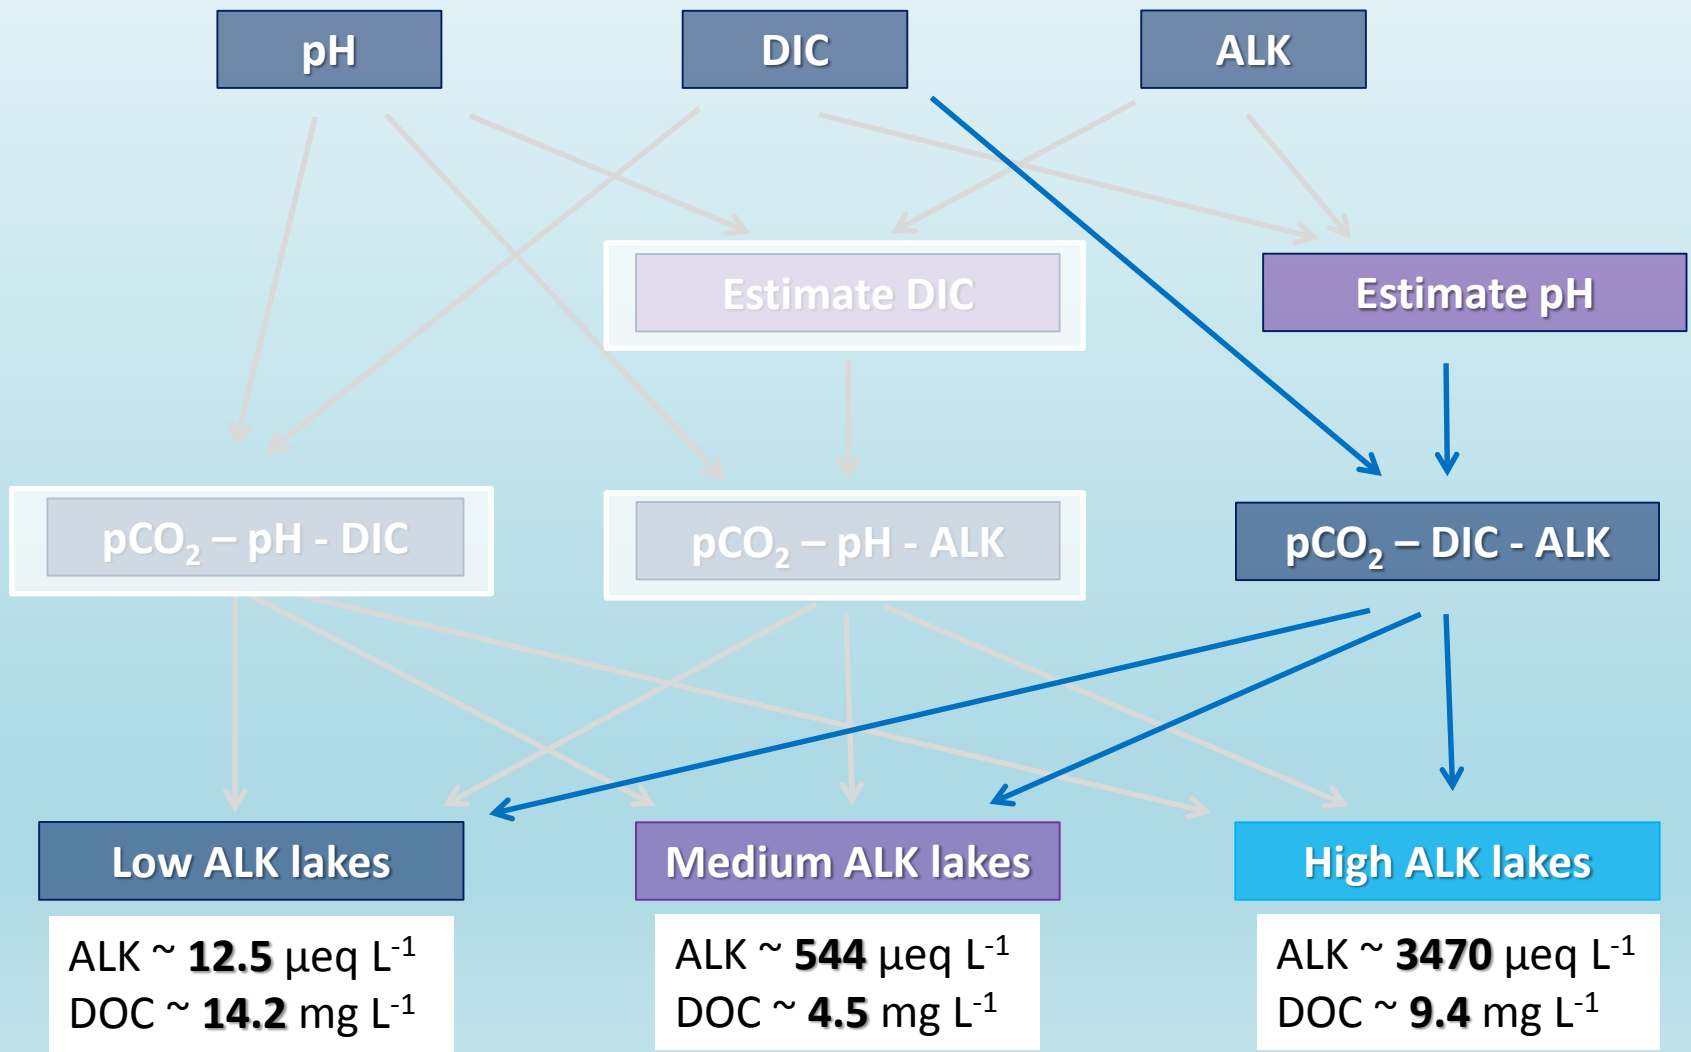 pH
DIC
ALK
Estimate DIC
Estimate pH
pCO₂ – pH - DIC
pCO₂ – pH - ALK
pCO₂ – DIC - ALK
Low ALK lakes
Medium ALK lakes
High ALK lakes
ALK ~ 12.5 µeq L⁻¹
DOC ~ 14.2 mg L⁻¹
ALK ~ 544 µeq L⁻¹
DOC ~ 4.5 mg L⁻¹
ALK ~ 3470 µeq L⁻¹
DOC ~ 9.4 mg L⁻¹